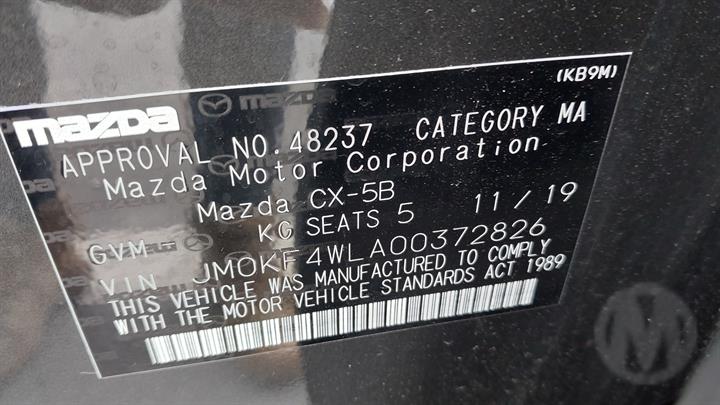 (KB9M)
mazda
APPROVAL NO.48237 CATEGORY MA
Mazda Motor Corporation
Mazda CX-5B 11/19
GVM- KG SEATS 5
VIN JM0KF4WLA00372826
THIS VEHICLE WAS MANUFACTURED TO COMPLY
WITH THE MOTOR VEHICLE STANDARDS ACT 1989
M